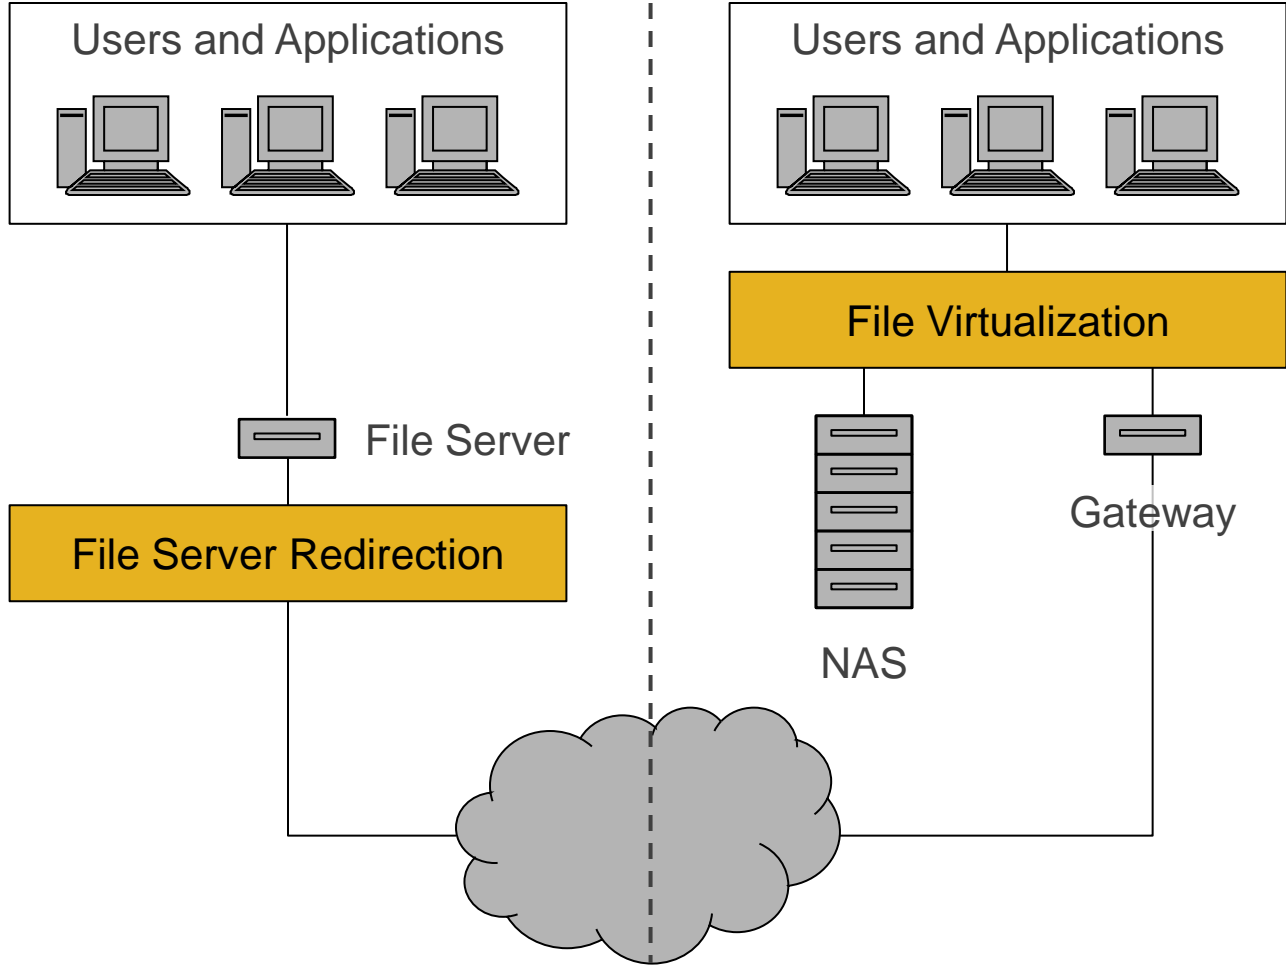 Users and Applications
File Server
File Server Redirection
Users and Applications
File Virtualization
Gateway
NAS